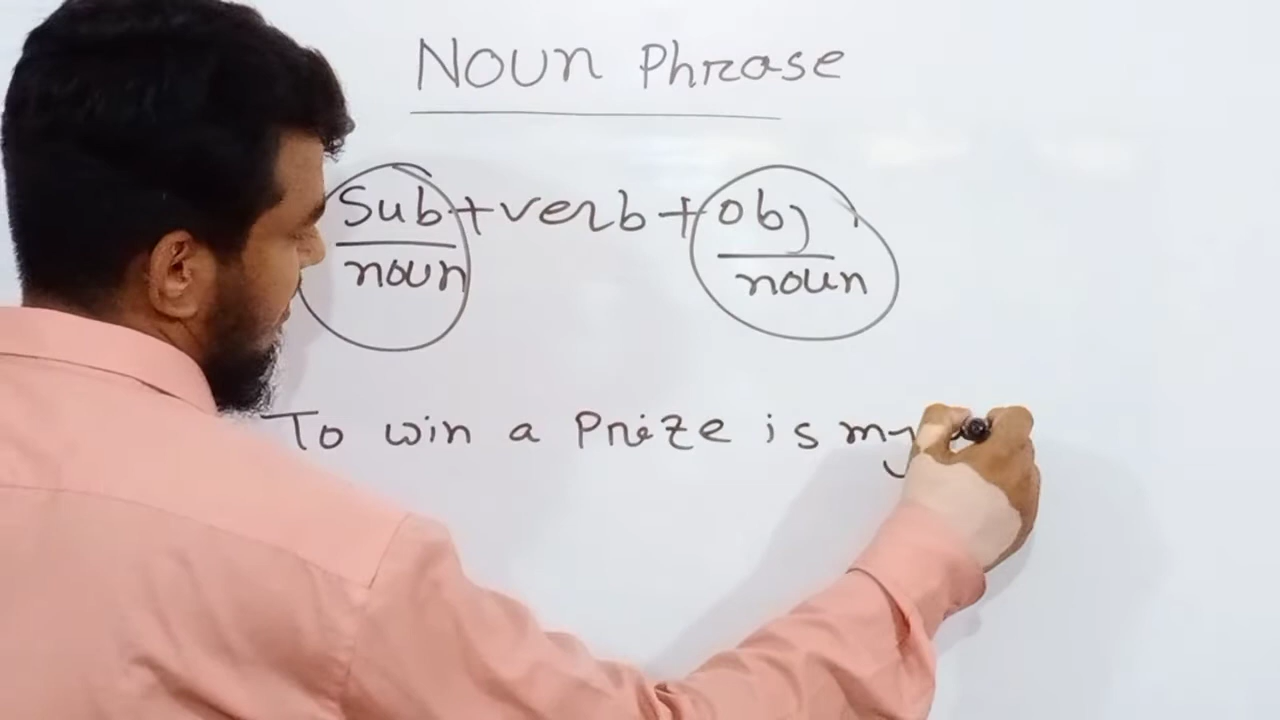 Noun Phrase
Sub + verb + obj
noun noun
To win a Prize is my